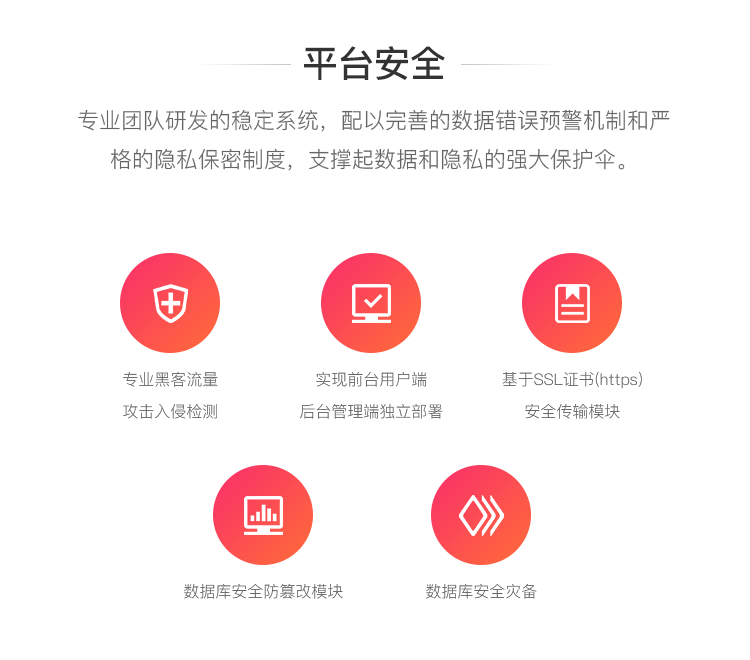 平台安全
专业团队研发的稳定系统，配以完善的数据错误预警机制和严
格的隐私保密制度，支撑起数据和隐私的强大保护伞。
专业黑客流量
攻击入侵检测
实现前台用户端
后台管理端独立部署
基于SSL证书(https)
安全传输模块
数据库安全防篡改模块
数据库安全灾备